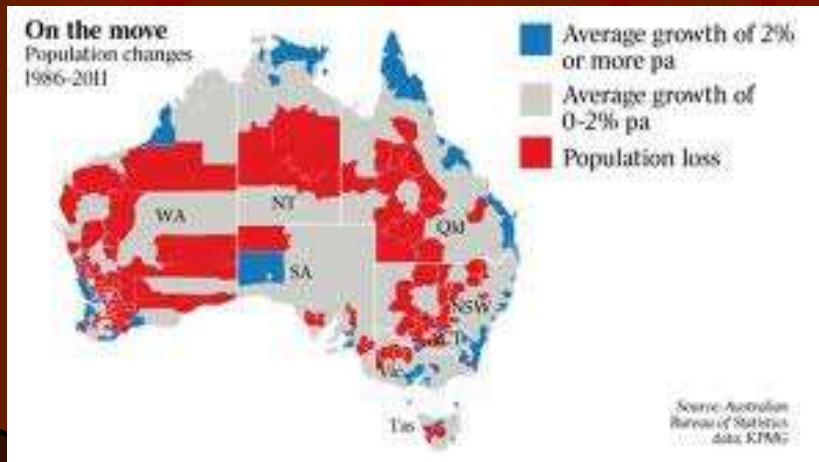 On the move
Population changes
1986-2011
Average growth of 2%
or more pa
Average growth of
0-2% pa
Population loss
WA
NT
QLD
SA
NSW
ACT
Vic
Tas
Source: Australian
Bureau of Statistics
data; KPMG